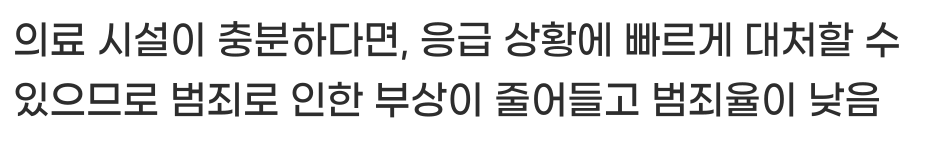 의료 시설이 충분하다면, 응급 상황에 빠르게 대처할 수
있으므로 범죄로 인한 부상이 줄어들고 범죄율이 낮음